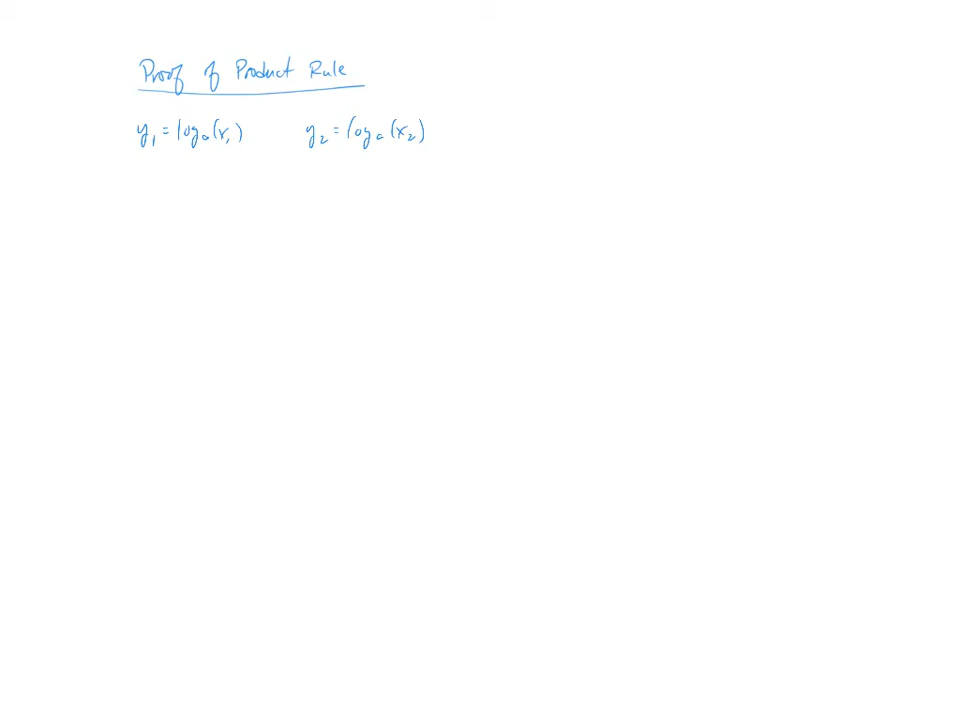 Proof of Product Rule
y₁ = logₐ(x₁) y₂ = logₐ(x₂)